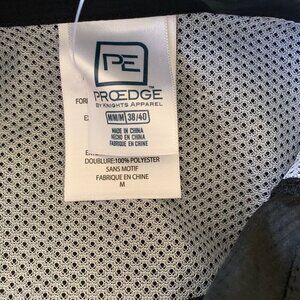 PE
PROEDGE
BY KNIGHTS APPAREL
M/M/M 38/40
MADE IN CHINA
HECHO EN CHINA
FABRIQUE EN CHINE
DOUBLURE:100% POLYESTER
SANS MOTIF
FABRIQUE EN CHINE
M